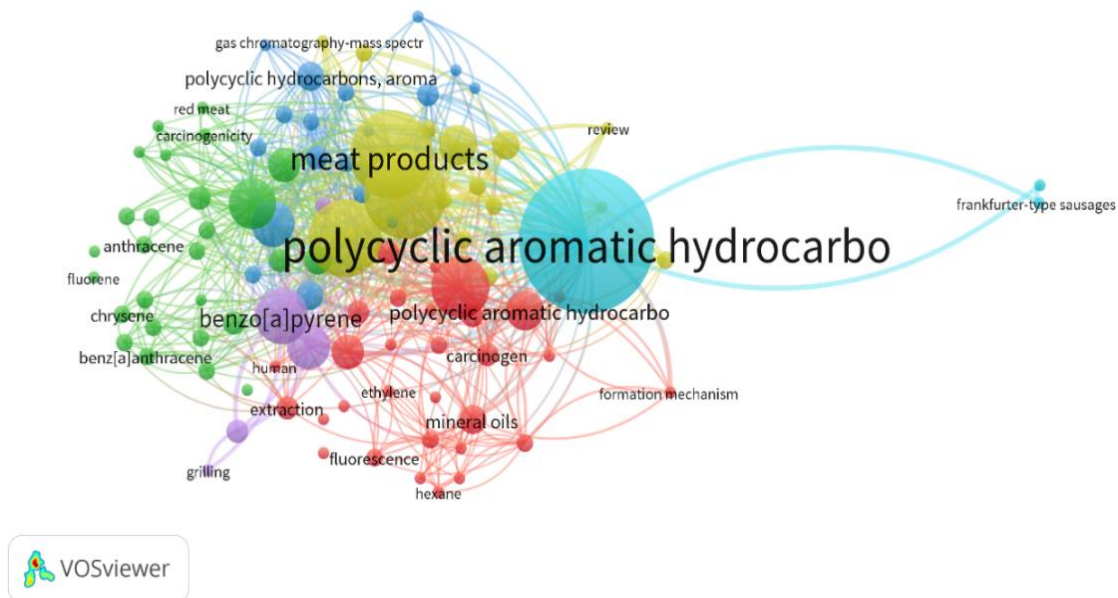 gas chromatography-mass spectr
polycyclic hydrocarbons, aroma
red meat
carcinogenicity
review
meat products
frankfurter-type sausages
polycyclic aromatic hydrocarbo
anthracene
fluorene
chrysene
benzo[a]pyrene
polycyclic aromatic hydrocarbo
benz[a]anthracene
carcinogen
human
ethylene
formation mechanism
extraction
mineral oils
fluorescence
grilling
hexane
VOSviewer